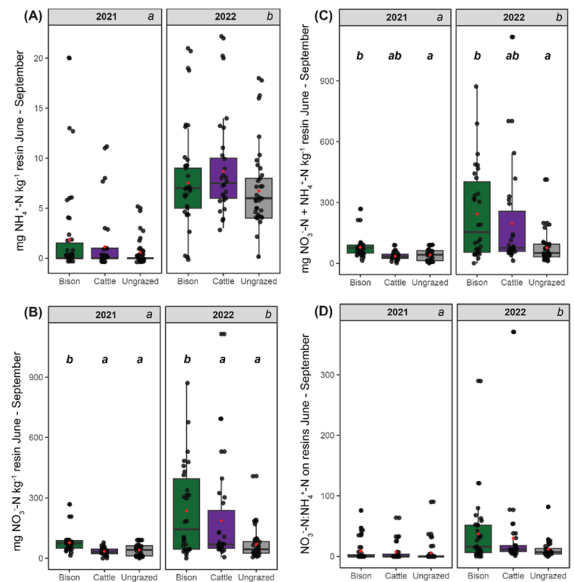 (A)
2021 a
2022 b
mg NH₄⁺-N kg⁻¹ resin June - September
20
15
10
5
0
Bison Cattle Ungrazed
Bison Cattle Ungrazed
(C)
2021 a
2022 b
mg NO₃⁻-N + NH₄⁺-N kg⁻¹ resin June - September
b ab a
b ab a
900
600
300
0
Bison Cattle Ungrazed
Bison Cattle Ungrazed
(B)
2021 a
2022 b
mg NO₃⁻-N kg⁻¹ resin June - September
b a a
b a a
900
600
300
0
Bison Cattle Ungrazed
Bison Cattle Ungrazed
(D)
2021 a
2022 b
NO₃⁻-N:NH₄⁺-N on resins June - September
300
200
100
0
Bison Cattle Ungrazed
Bison Cattle Ungrazed